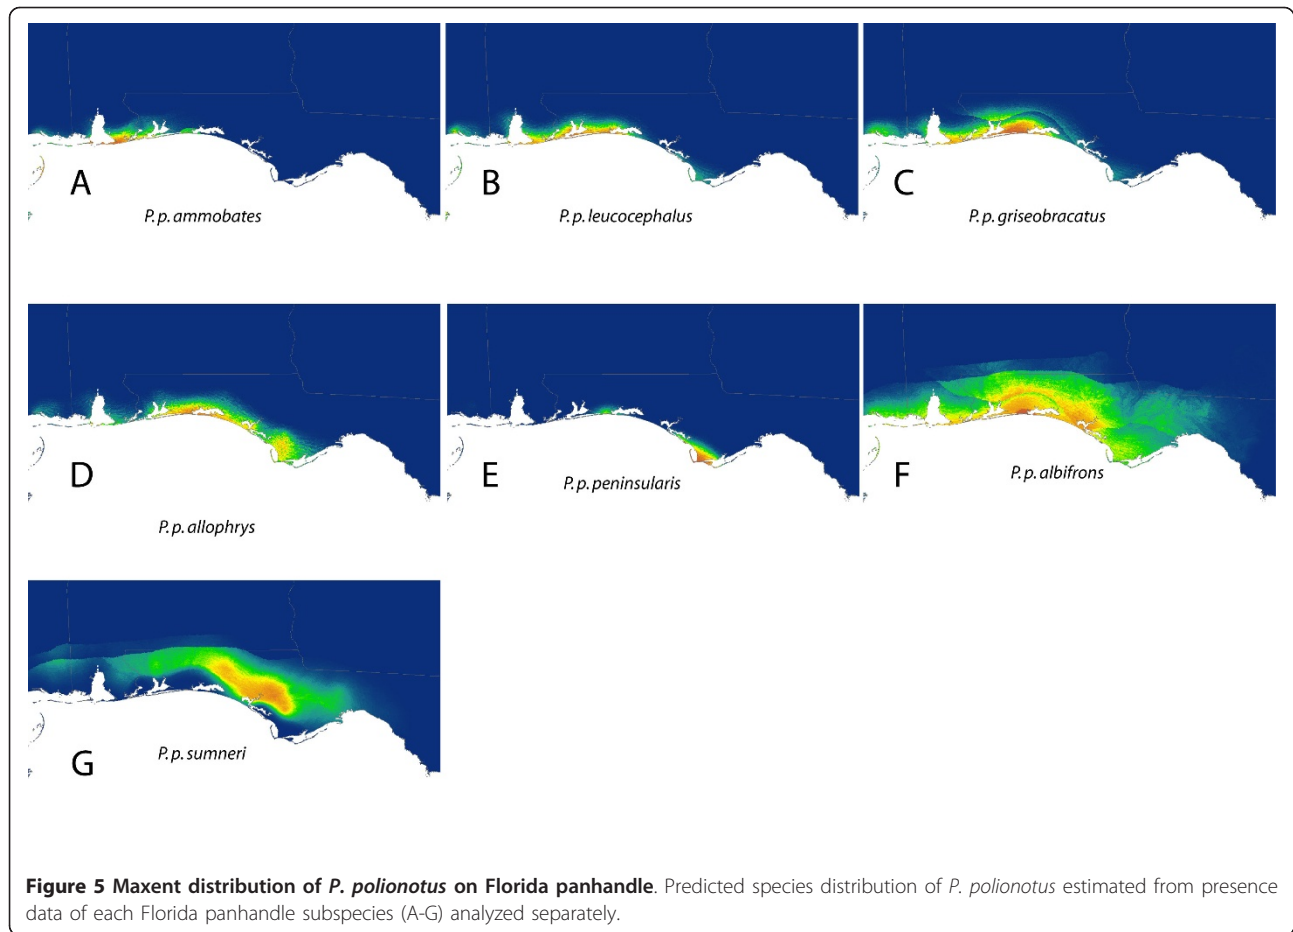 A
P. p. ammobates
B
P. p. leucocephalus
C
P. p. griseobracatus
D
P. p. allophrys
E
P. p. peninsularis
F
P. p. albifrons
G
P. p. sumneri
Figure 5 Maxent distribution of P. polionotus on Florida panhandle. Predicted species distribution of P. polionotus estimated from presence
data of each Florida panhandle subspecies (A-G) analyzed separately.